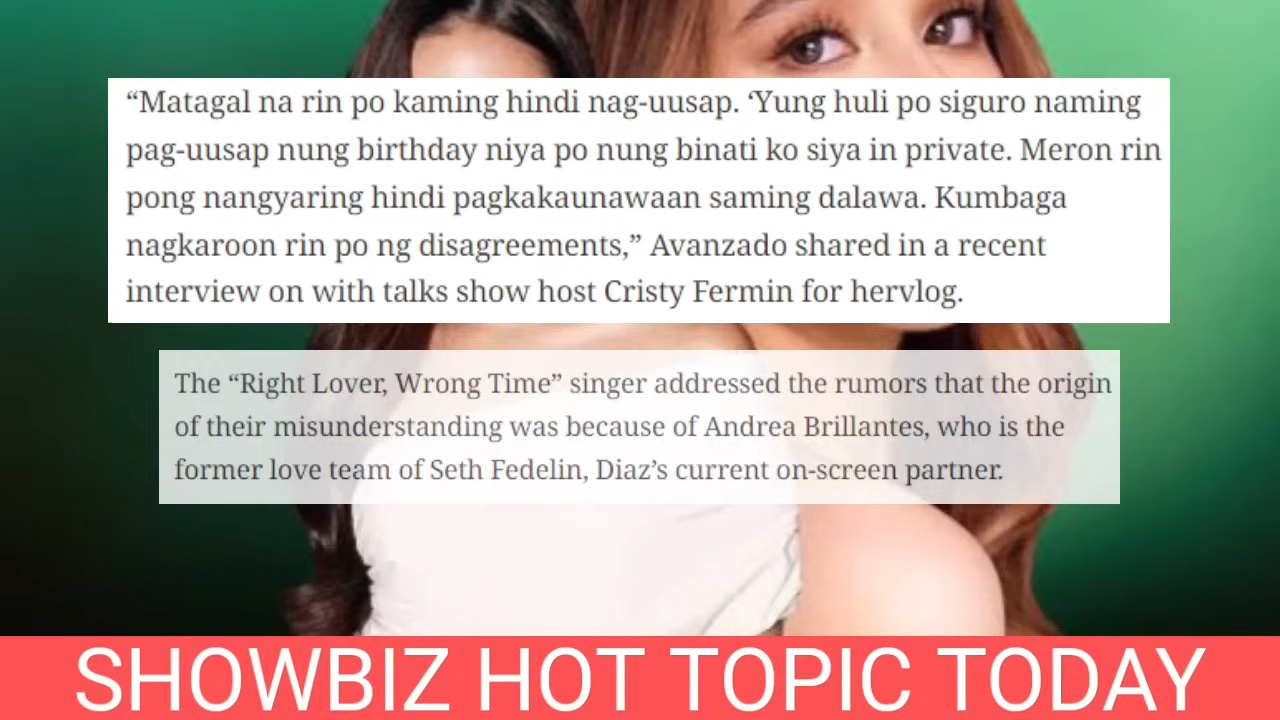 “Matagal na rin po kaming hindi nag-uusap. ‘Yung huli po siguro naming
pag-uusap nung birthday niya po nung binati ko siya in private. Meron rin
pong nangyaring hindi pagkakaunawaan saming dalawa. Kumbaga
nagkaroon rin po ng disagreements,” Avanzado shared in a recent
interview on with talks show host Cristy Fermin for hervlog.
The “Right Lover, Wrong Time” singer addressed the rumors that the origin
of their misunderstanding was because of Andrea Brillantes, who is the
former love team of Seth Fedelin, Diaz’s current on-screen partner.
SHOWBIZ HOT TOPIC TODAY